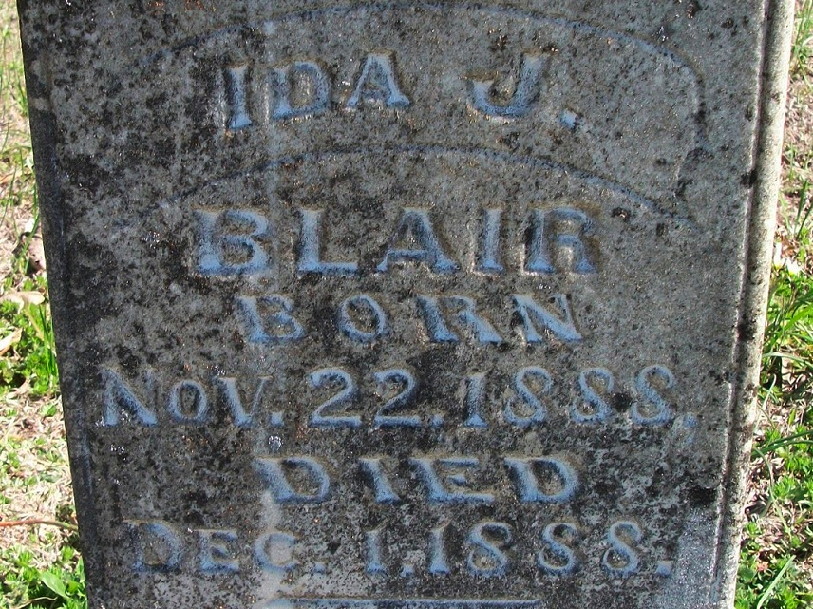 IDA J.
BLAIR
BORN
NOV. 22, 1888,
DIED
DEC. 1, 1888.